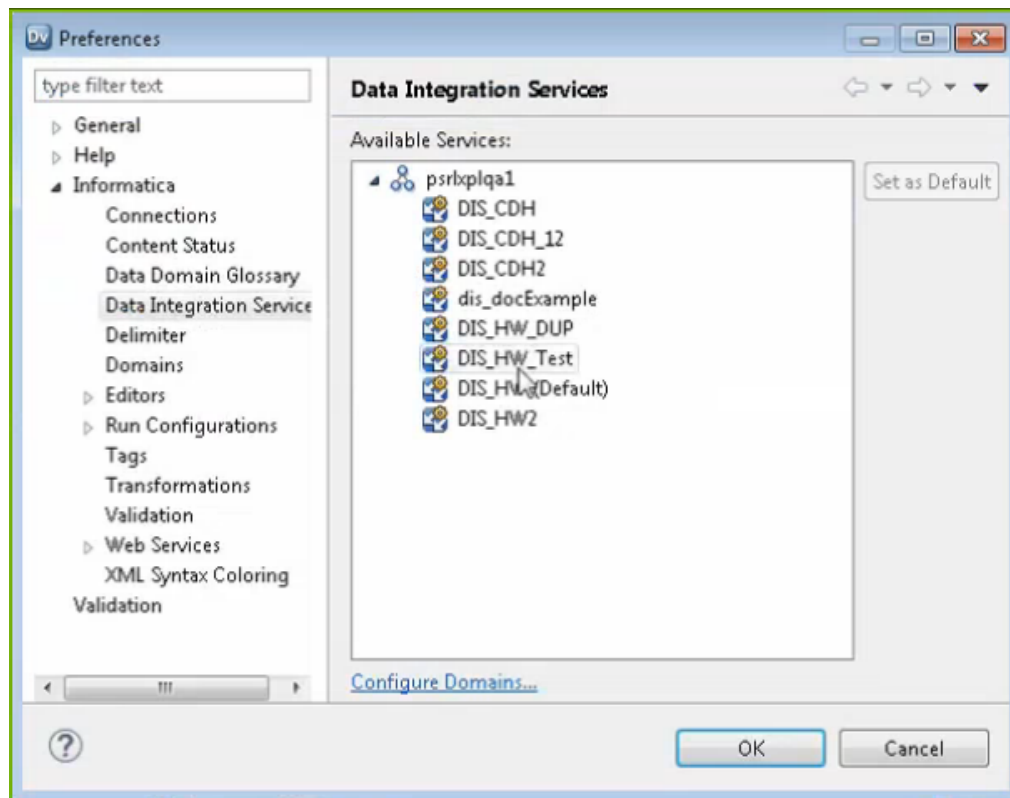 Dv Preferences
type filter text
General
Help
Informatica
Connections
Content Status
Data Domain Glossary
Data Integration Service
Delimiter
Domains
Editors
Run Configurations
Tags
Transformations
Validation
Web Services
XML Syntax Coloring
Validation
Data Integration Services
Available Services:
psrlxplqa1
DIS_CDH
DIS_CDH_12
DIS_CDH2
dis_docExample
DIS_HW_DUP
DIS_HW_Test
DIS_HW (Default)
DIS_HW2
Set as Default
Configure Domains...
?
OK
Cancel